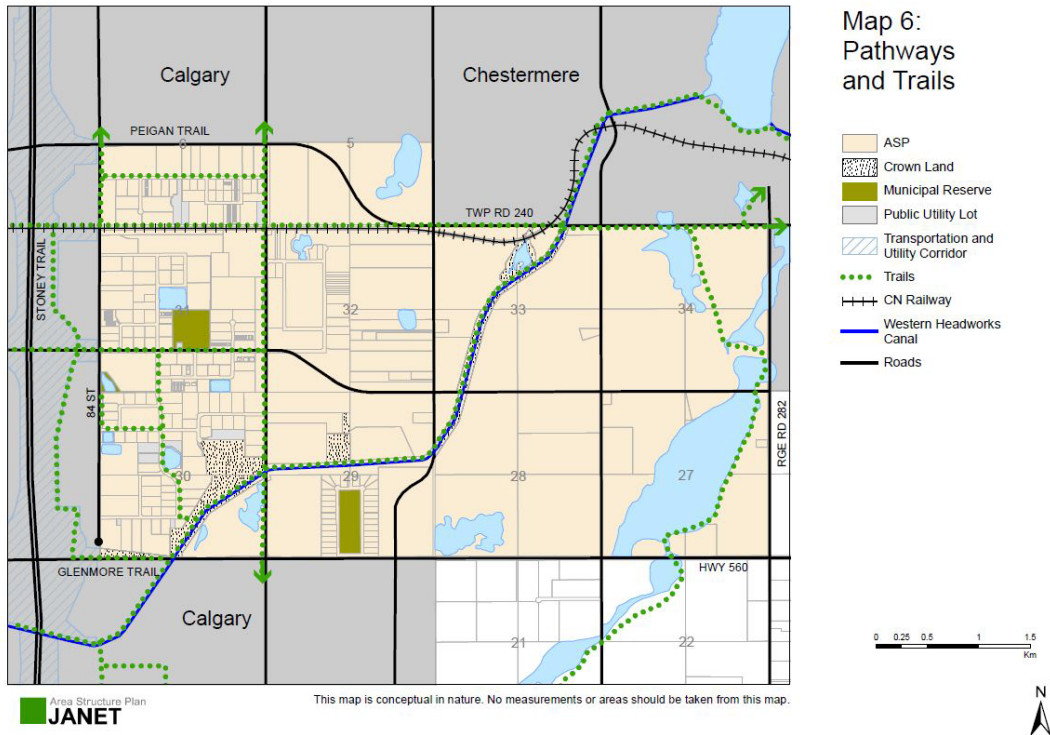 Map 6:
Pathways
and Trails
Calgary
Chestermere
PEIGAN TRAIL
6
5
TWP RD 240
STONEY TRAIL
31
32
33
34
84 ST
RGE RD 282
30
29
28
27
GLENMORE TRAIL
HWY 560
Calgary
21
22
ASP
Crown Land
Municipal Reserve
Public Utility Lot
Transportation and
Utility Corridor
Trails
CN Railway
Western Headworks
Canal
Roads
0 0.25 0.5 1 1.5
Km
Area Structure Plan
JANET
This map is conceptual in nature. No measurements or areas should be taken from this map.
N